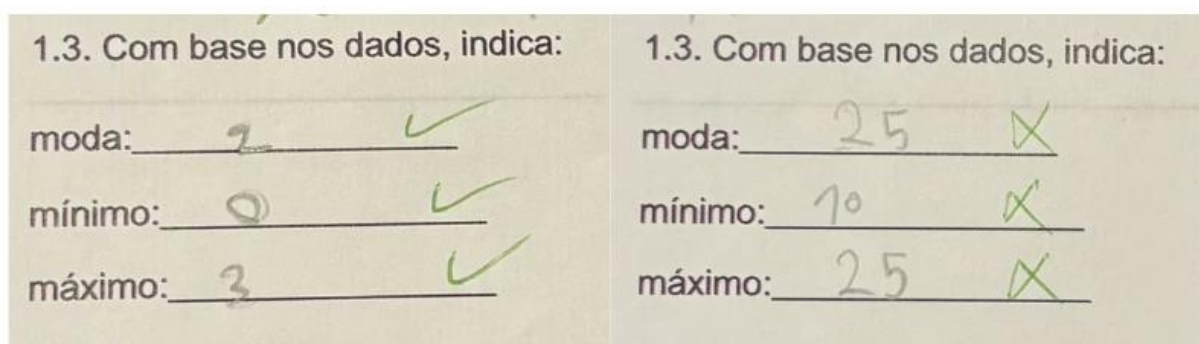 1.3. Com base nos dados, indica:
moda: 2
mínimo: 0
máximo: 3
1.3. Com base nos dados, indica:
moda: 25
mínimo: 10
máximo: 25